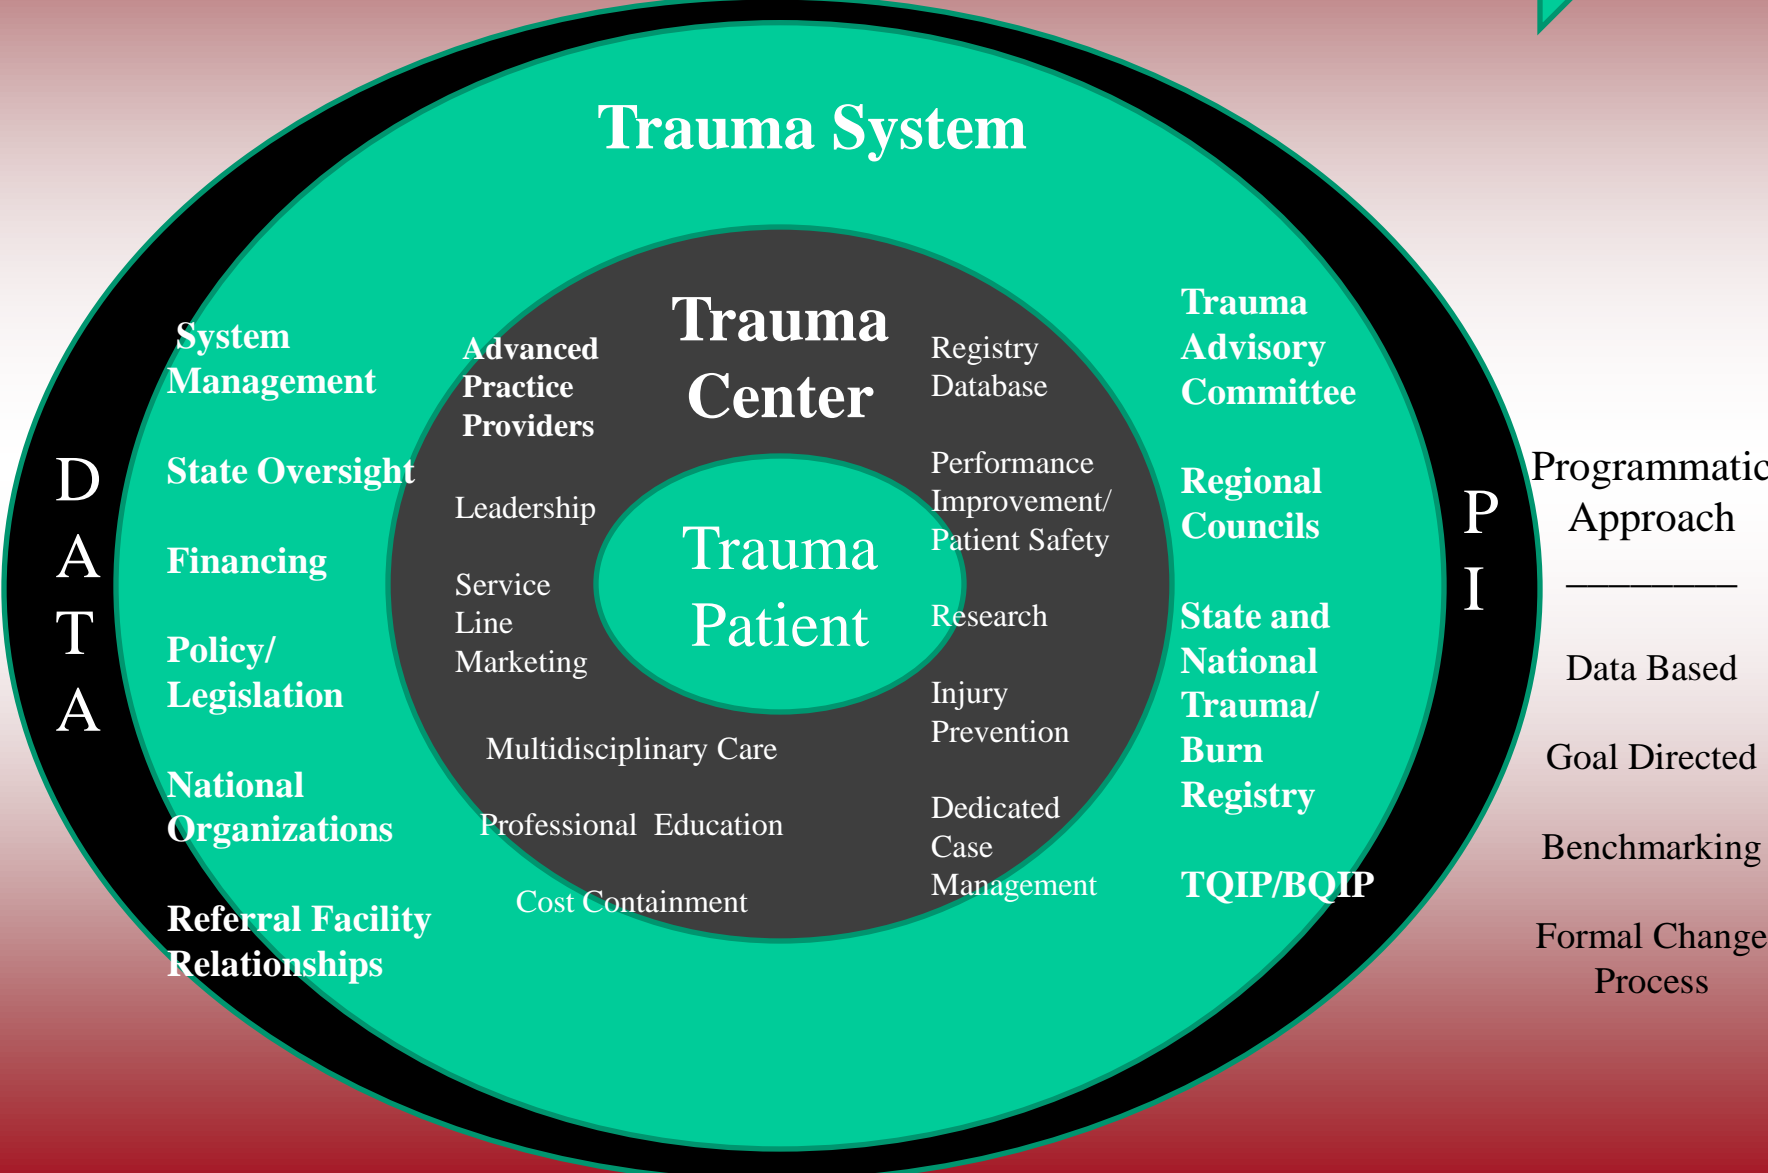 Trauma System
D
A
T
A
System
Management
State Oversight
Financing
Policy/
Legislation
National
Organizations
Referral Facility
Relationships
Advanced
Practice
Providers
Leadership
Service
Line
Marketing
Multidisciplinary Care
Professional Education
Cost Containment
Trauma
Center
Trauma
Patient
Registry
Database
Performance
Improvement/
Patient Safety
Research
Injury
Prevention
Dedicated
Case
Management
Trauma
Advisory
Committee
Regional
Councils
State and
National
Trauma/
Burn
Registry
TQIP/BQIP
P
I
Programmatic
Approach
_________
Data Based
Goal Directed
Benchmarking
Formal Change
Process